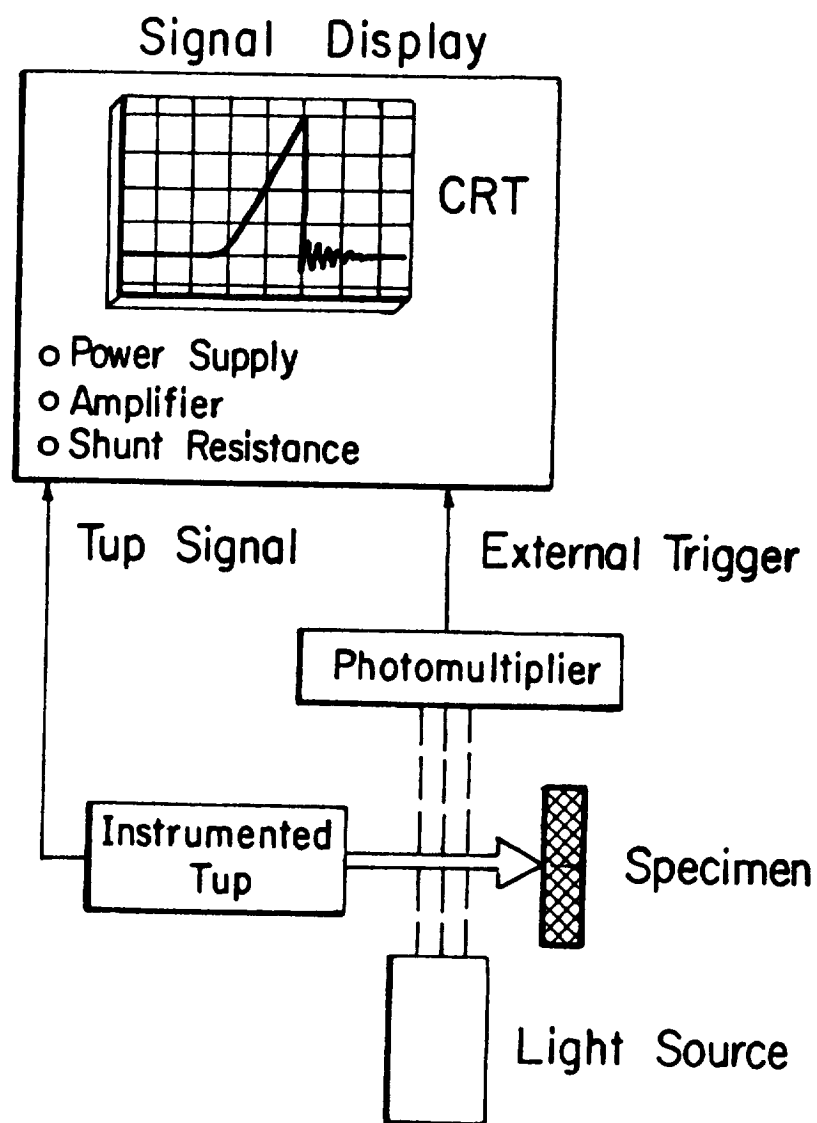 Signal Display
CRT
o Power Supply
o Amplifier
o Shunt Resistance
Tup Signal
External Trigger
Photomultiplier
Instrumented
Tup
Specimen
Light Source